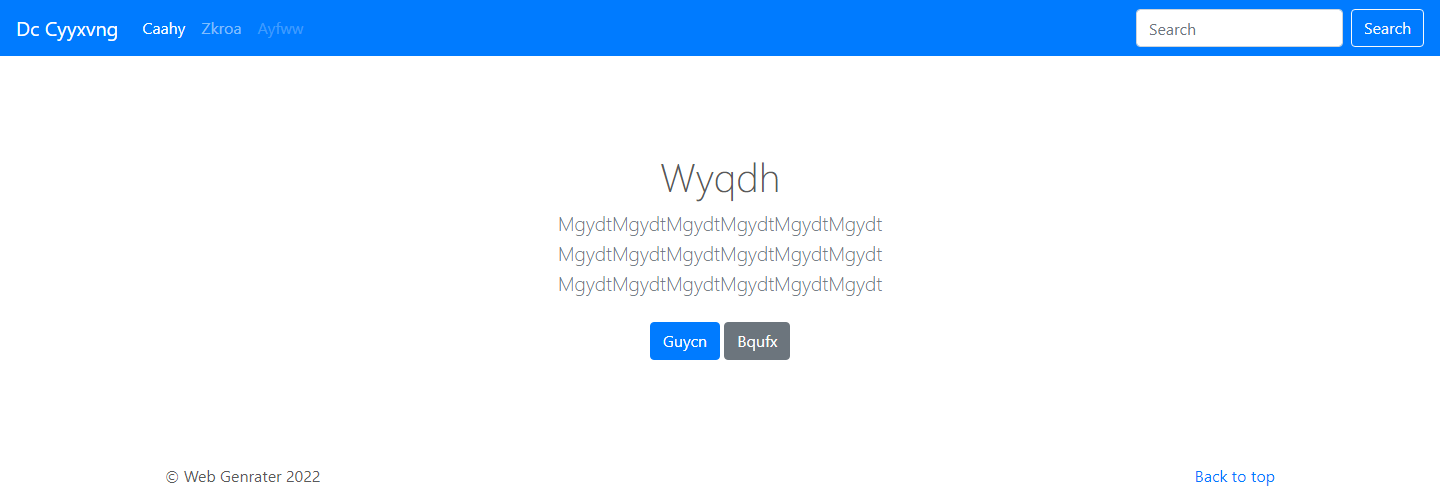 Dc Cyyxvng Caahy Zkroa Ayfww Search Search
Wyqdh
MgydtMgydtMgydtMgydtMgydtMgydt
MgydtMgydtMgydtMgydtMgydtMgydt
MgydtMgydtMgydtMgydtMgydtMgydt
Guycn Bqufx
© Web Genrater 2022 Back to top